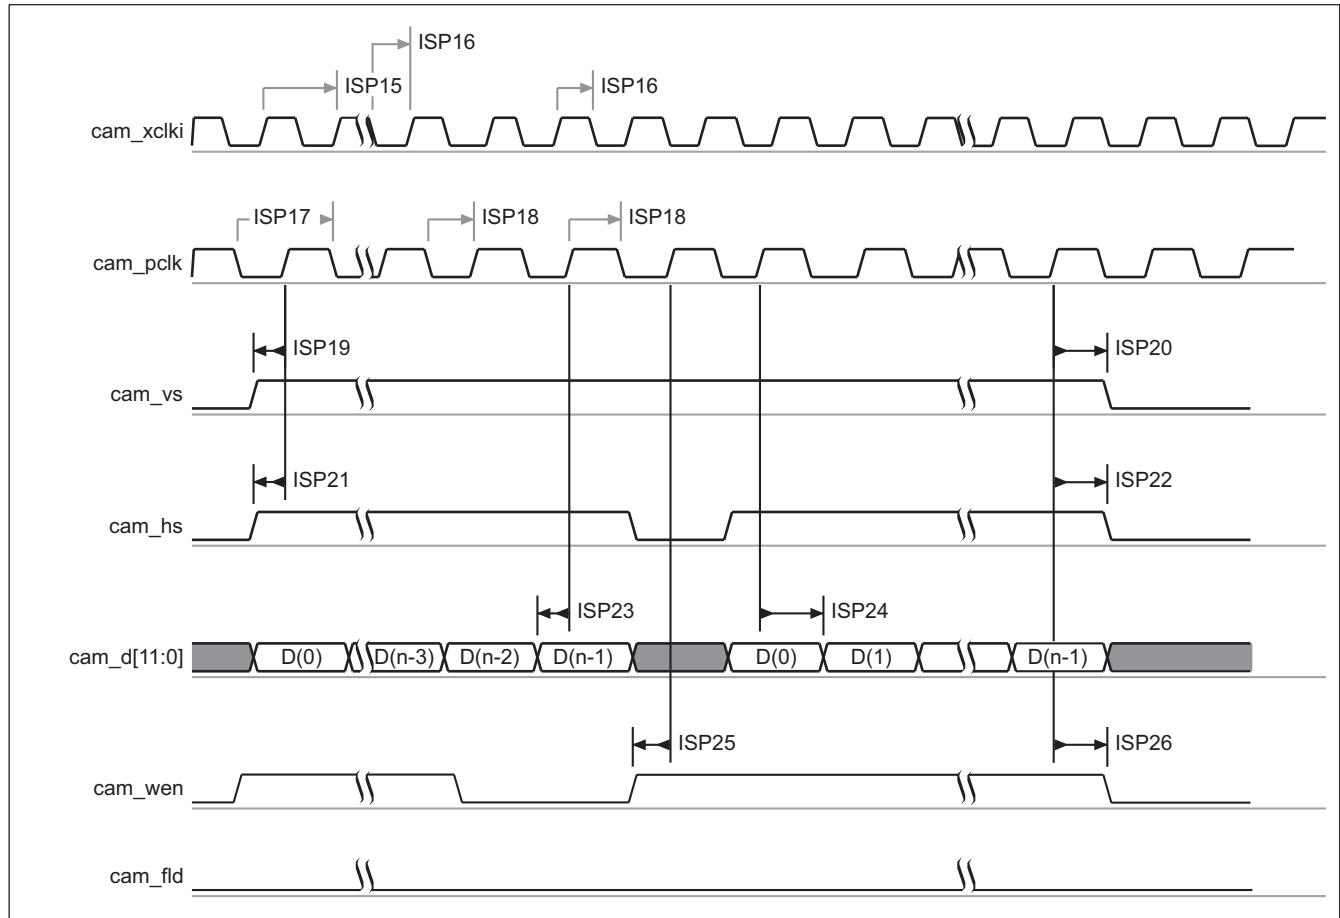 ISP16
ISP15
ISP16
cam_xclki
ISP17
ISP18
ISP18
cam_pclk
ISP19
ISP20
cam_vs
ISP21
ISP22
cam_hs
ISP23
ISP24
cam_d[11:0]
D(0)
D(n-3)
D(n-2)
D(n-1)
D(0)
D(1)
D(n-1)
ISP25
ISP26
cam_wen
cam_fld